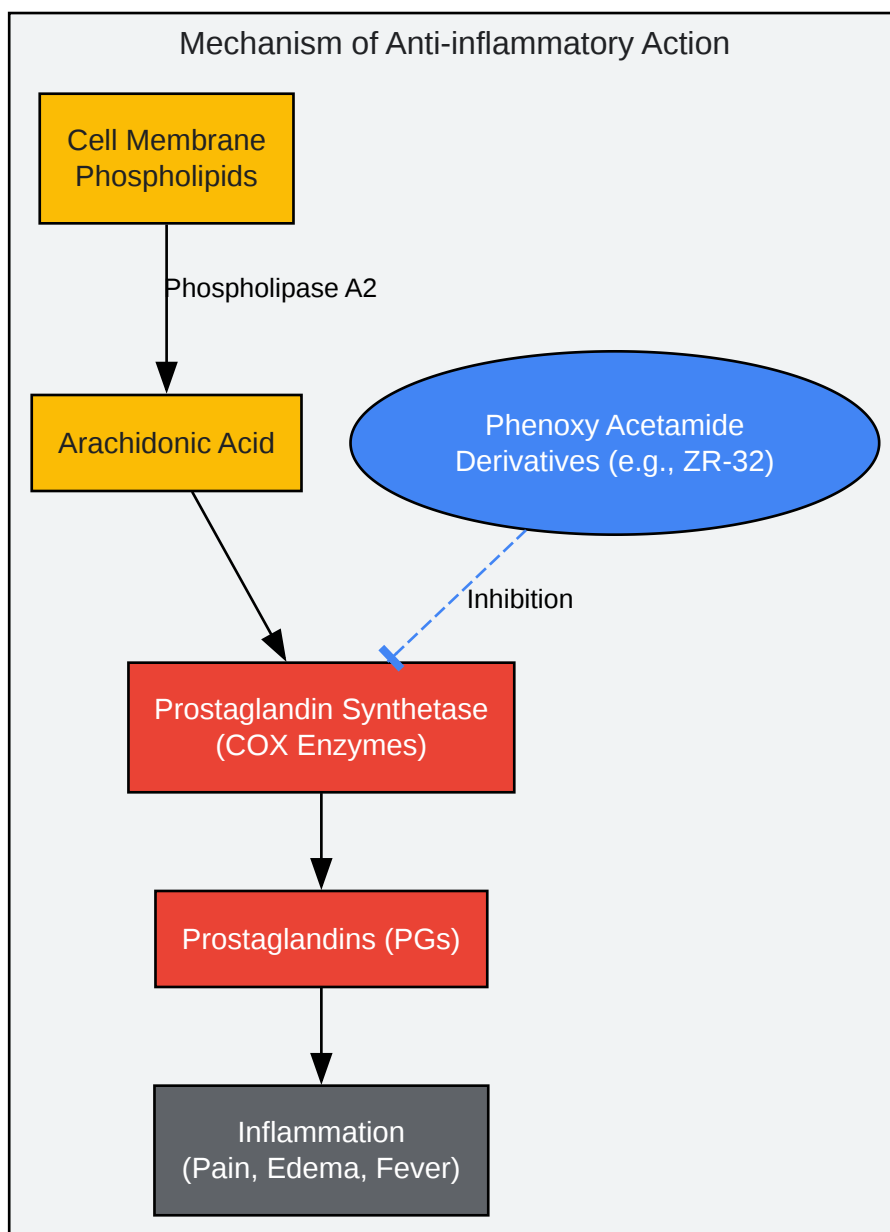 Mechanism of Anti-inflammatory Action
Cell Membrane
Phospholipids
Phospholipase A2
Arachidonic Acid
Phenoxy Acetamide
Derivatives (e.g., ZR-32)
Inhibition
Prostaglandin Synthetase
(COX Enzymes)
Prostaglandins (PGs)
Inflammation
(Pain, Edema, Fever)